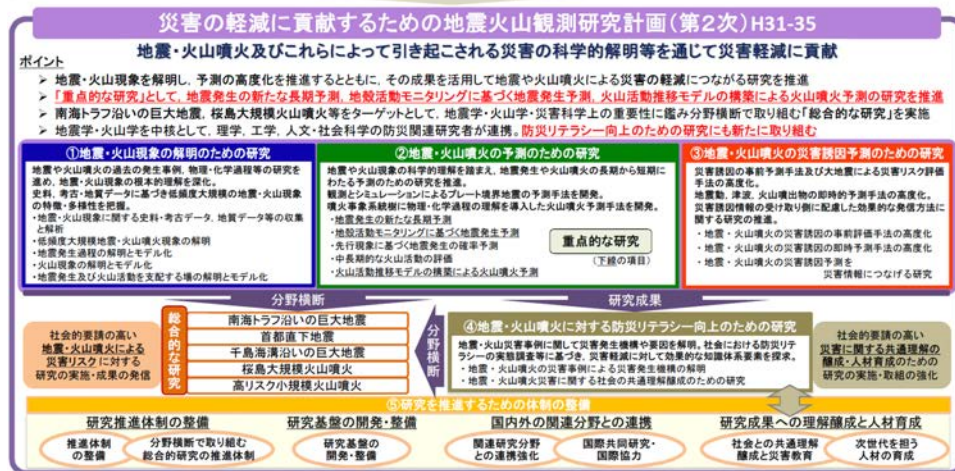 災害の軽減に貢献するための地震火山観測研究計画（第２次）H31-35
地震・火山噴火及びこれらによって引き起こされる災害の科学的解明等を通じて災害軽減に貢献
ポイント
➢ 地震・火山現象を解明し，予測の高度化を推進するとともに，その成果を活用して地震や火山噴火による災害の軽減につながる研究を推進
➢ 「重点的な研究」として，地震発生の新たな長期予測，地殻活動モニタリングに基づく地震発生予測，火山活動推移モデルの構築による火山噴火予測の研究を推進
➢ 南海トラフ沿いの巨大地震，桜島大規模火山噴火等をターゲットとして，地震学・火山学・災害科学上の重要性に鑑み分野横断で取り組む「総合的な研究」を実施
➢ 地震学・火山学を中核として，理学，工学，人文・社会科学の防災関連研究者が連携。防災リテラシー向上のための研究にも新たに取り組む
①地震・火山現象の解明のための研究
地震や火山噴火の過去の発生事例，物理・化学過程等の研究を
進め，地震・火山現象の根本的理解を深化。
史料，考古・地質データに基づき低頻度大規模の地震・火山現象
の特徴・多様性を把握。
・地震・火山現象に関する史料・考古データ，地質データ等の収集
と解析
・低頻度大規模地震・火山噴火現象の解明
・地震発生過程の解明とモデル化
・火山現象の解明とモデル化
・地震発生及び火山活動を支配する場の解明とモデル化
②地震・火山噴火の予測のための研究
地震や火山現象の科学的理解を踏まえ，地震発生や火山噴火の長期から短期に
わたる予測のための研究を推進。
観測とシミュレーションによるプレート境界地震の予測手法を開発。
噴火事象系統樹に物理・化学過程の理解を導入した火山噴火予測手法を開発。
・地震発生の新たな長期予測
・地殻活動モニタリングに基づく地震発生予測
・先行現象に基づく地震発生の確率予測
・中長期的な火山活動の評価
・火山活動推移モデルの構築による火山噴火予測
重点的な研究
（下線の項目）
③地震・火山噴火の災害誘因予測のための研究
災害誘因の事前予測手法及び大地震による災害リスク評価
手法の高度化。
地震動，津波，火山噴出物の即時的予測手法の高度化。
災害誘因情報の受け取り側に配慮した効果的な発信方法に
関する研究の推進。
・地震・火山噴火の災害誘因の事前評価手法の高度化
・地震・火山噴火の災害誘因の即時予測手法の高度化
・地震・火山噴火の災害誘因予測を
災害情報につなげる研究
分野横断
研究成果
社会的要請の高い
地震・火山噴火による
災害リスクに対する
研究の実施・成果の発信
総合的な研究
南海トラフ沿いの巨大地震
首都直下地震
千島海溝沿いの巨大地震
桜島大規模火山噴火
高リスク小規模火山噴火
分野横断
④地震・火山噴火に対する防災リテラシー向上のための研究
地震・火山災害事例に関して災害発生機構や要因を解明。社会における防災リテ
ラシーの実態調査等に基づき，災害軽減に対して効果的な知識体系要素を探求。
・地震・火山噴火の災害事例による災害発生機構の解明
・地震・火山噴火災害に関する社会の共通理解醸成のための研究
社会的要請の高い
災害に関する共通理解の
醸成・人材育成のための
研究の実施・取組の強化
⑤研究を推進するための体制の整備
研究推進体制の整備
推進体制
の整備
分野横断で取り組む
総合的研究の推進体制
研究基盤の開発・整備
研究基盤の
開発・整備
国内外の関連分野との連携
関連研究分野
との連携強化
国際共同研究・
国際協力
研究成果への理解醸成と人材育成
社会との共通理解
醸成と災害教育
次世代を担う
人材の育成